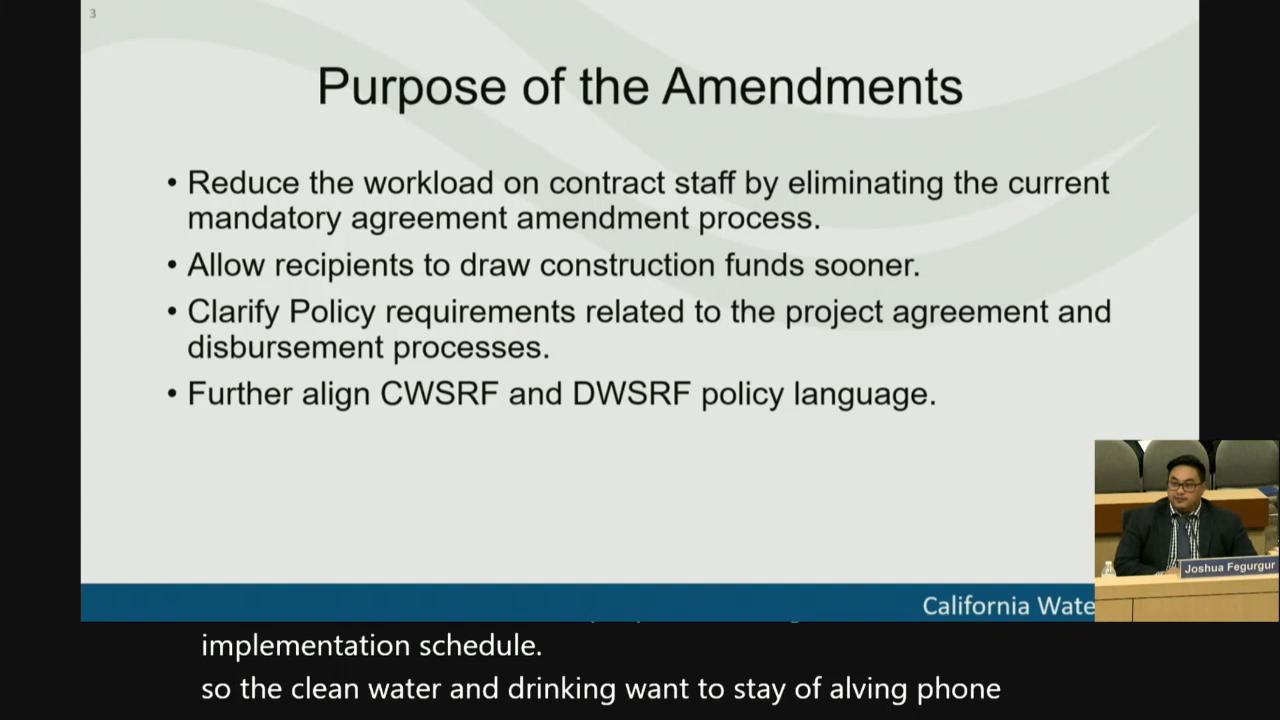 3
Purpose of the Amendments
• Reduce the workload on contract staff by eliminating the current
mandatory agreement amendment process.
• Allow recipients to draw construction funds sooner.
• Clarify Policy requirements related to the project agreement and
disbursement processes.
• Further align CWSRF and DWSRF policy language.
Joshua Fegurgur
California Wate
implementation schedule.
so the clean water and drinking want to stay of alving phone